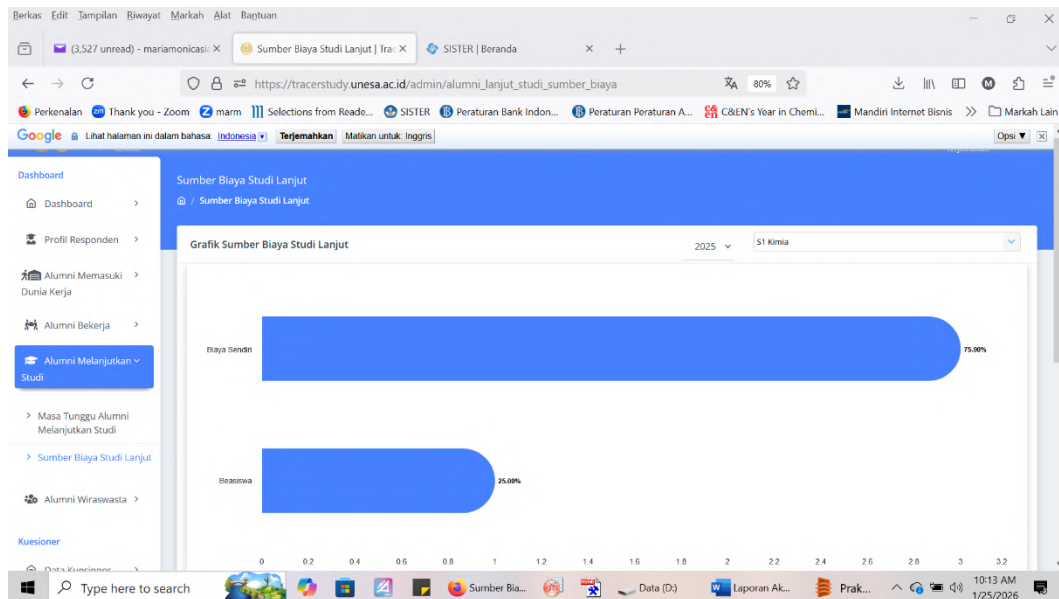 Berkas Edit Tampilan Riwayat Markah Alat Bantuan
(3,527 unread) - mariamonicasia
Sumber Biaya Studi Lanjut | Trac
SISTER | Beranda
https://tracerstudy.unesa.ac.id/admin/alumni_lanjut_studi_sumber_biaya
80%
Perkenalan
Thank you - Zoom
marm
Selections from Reade...
SISTER
Peraturan Bank Indon...
Peraturan Peraturan A...
C&EN's Year in Chemi...
Mandiri Internet Bisnis
Markah Lain
Google Lihat halaman ini dalam bahasa: Indonesia Terjemahkan Matikan untuk: Inggris Opsi ▼
Dashboard
Dashboard
Profil Responden
Alumni Memasuki
Dunia Kerja
Alumni Bekerja
Alumni Melanjutkan
Studi
Masa Tunggu Alumni
Melanjutkan Studi
Sumber Biaya Studi Lanjut
Alumni Wiraswasta
Kuesioner
Data Kuesioner
Sumber Biaya Studi Lanjut
/ Sumber Biaya Studi Lanjut
Grafik Sumber Biaya Studi Lanjut
2025
S1 Kimia
Biaya Sendiri
75.00%
Beasiswa
25.00%
0 0.2 0.4 0.6 0.8 1 1.2 1.4 1.6 1.8 2 2.2 2.4 2.6 2.8 3 3.2
Type here to search
Sumber Bia...
Data (D:)
Laporan Ak...
Prak...
10:13 AM
1/25/2026